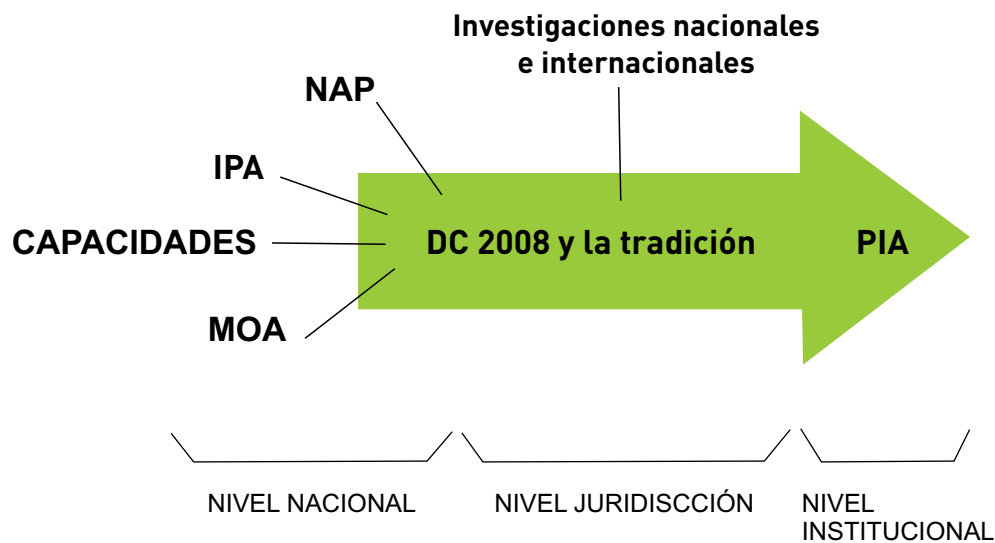 Investigaciones nacionales
e internacionales
NAP
IPA
CAPACIDADES
DC 2008 y la tradición
PIA
MOA
NIVEL NACIONAL
NIVEL JURIDISCCIÓN
NIVEL
INSTITUCIONAL